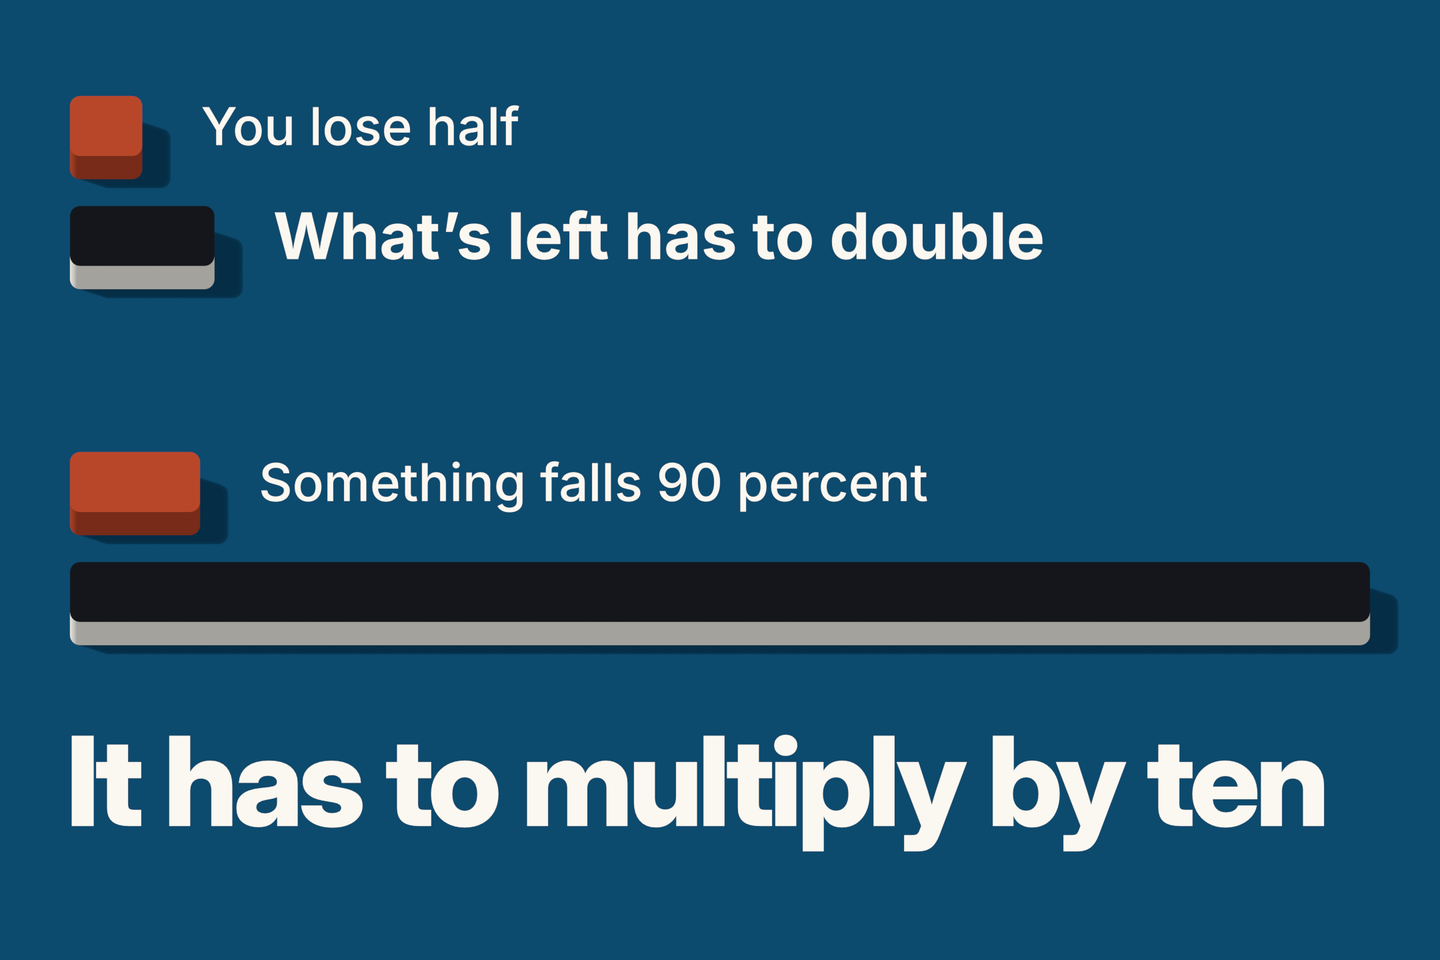 You lose half
What’s left has to double
Something falls 90 percent
It has to multiply by ten